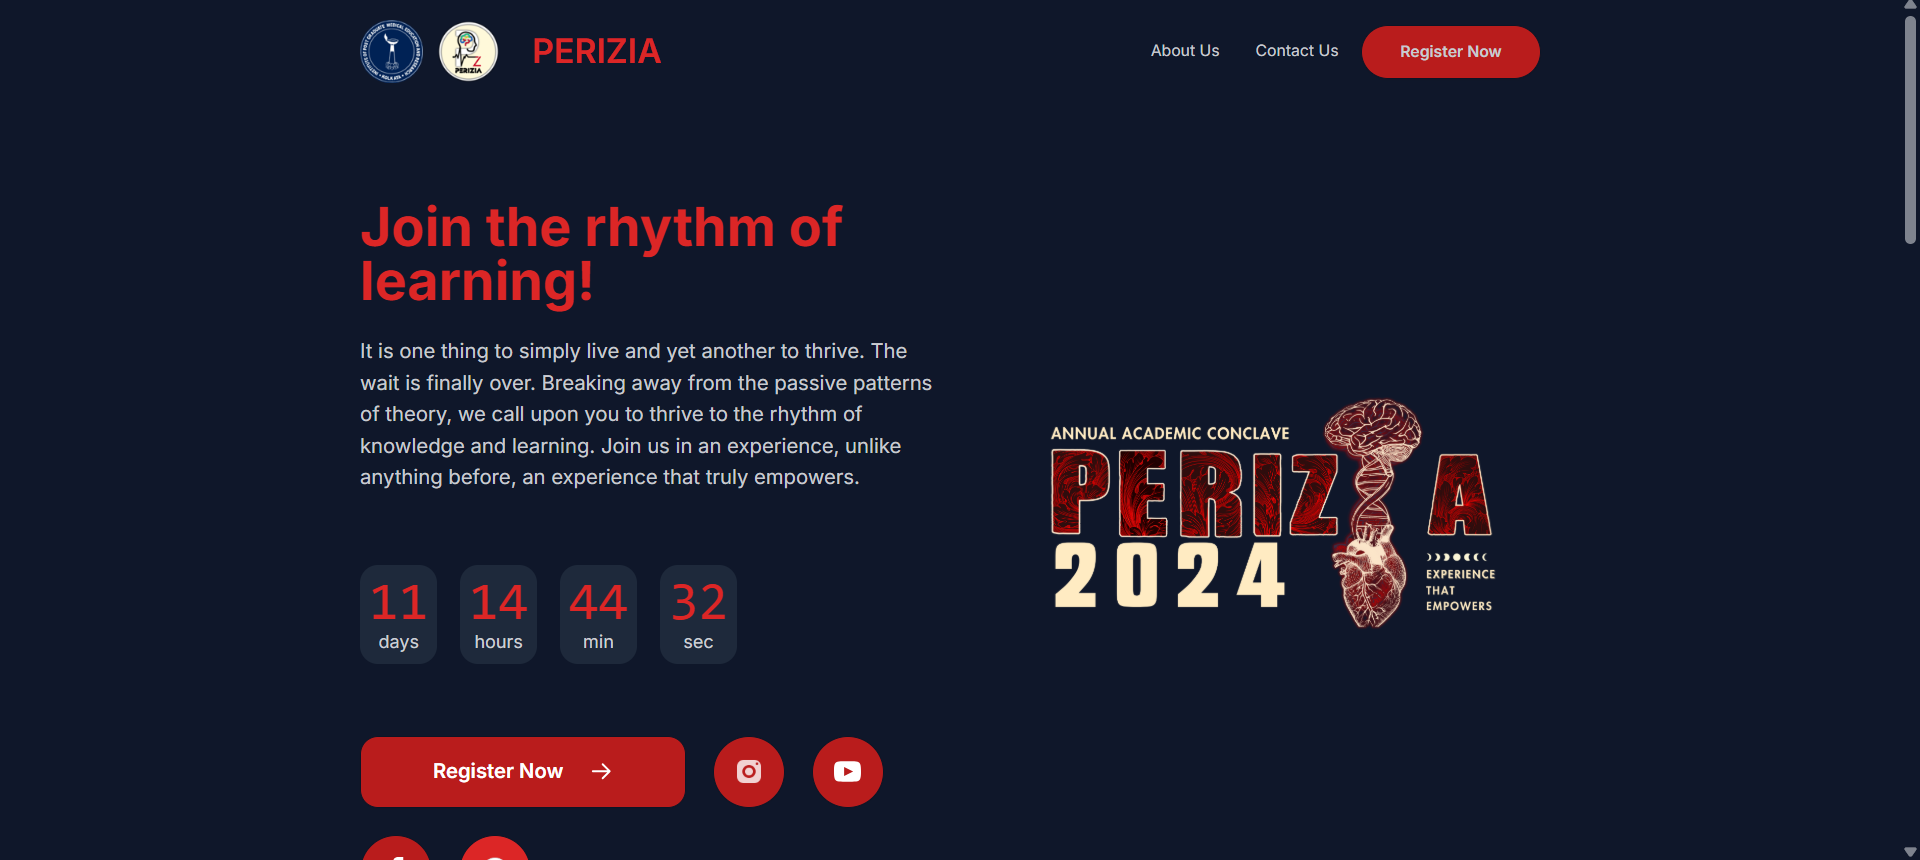 PERIZIA
PERIZIA
About Us
Contact Us
Register Now
Join the rhythm of
learning!
It is one thing to simply live and yet another to thrive. The
wait is finally over. Breaking away from the passive patterns
of theory, we call upon you to thrive to the rhythm of
knowledge and learning. Join us in an experience, unlike
anything before, an experience that truly empowers.
11
days
14
hours
44
min
32
sec
Register Now
ANNUAL ACADEMIC CONCLAVE
PERIZIA
2024
EXPERIENCE
THAT
EMPOWERS